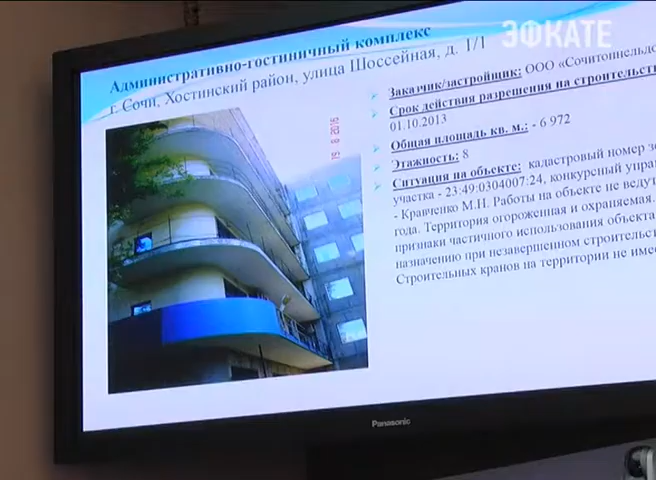 ЭФКАТЕ
Административно-гостиничный комплекс
г. Сочи, Хостинский район, улица Шоссейная, д. 1/1
Заказчик/застройщик: ООО «Сочитоннельдо
Срок действия разрешения на строительст
01.10.2013
Общая площадь кв. м.: - 6 972
Этажность: 8
Ситуация на объекте: кадастровый номер зе
участка - 23:49:0304007:24, конкурсный управ
- Кравченко М.Н. Работы на объекте не ведут
года. Территория огороженная и охраняемая.
признаки частичного использования объекта
назначению при незавершенном строительст
Строительных кранов на территории не имее
Panasonic